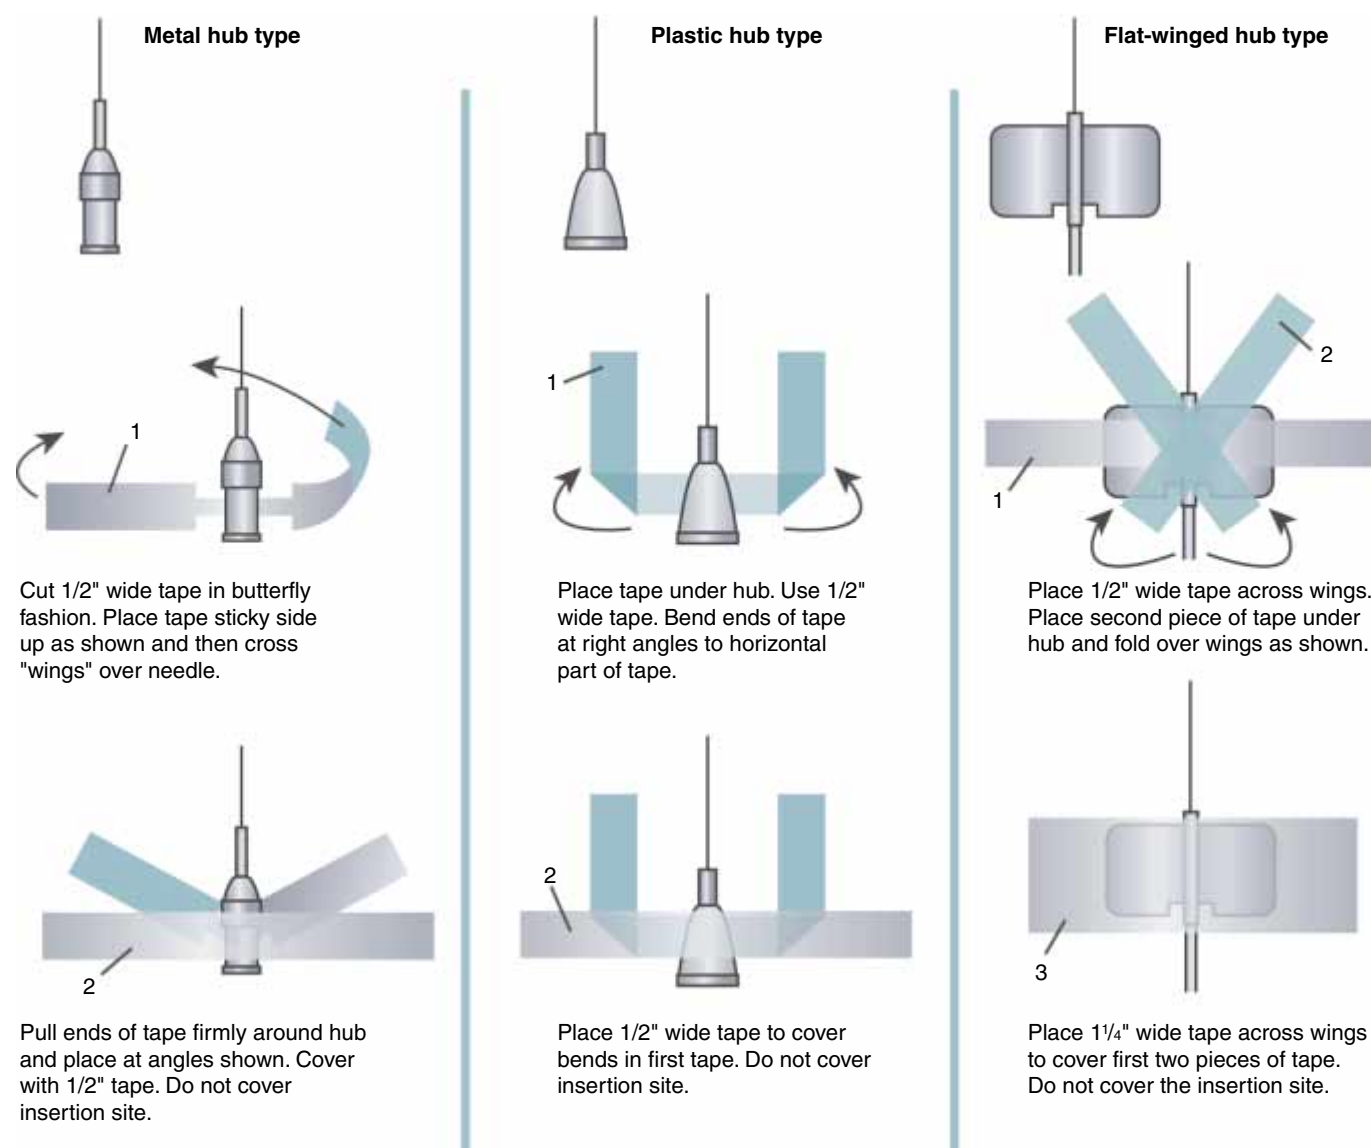 Metal hub type
1
Cut 1/2" wide tape in butterfly
fashion. Place tape sticky side
up as shown and then cross
"wings" over needle.
2
Pull ends of tape firmly around hub
and place at angles shown. Cover
with 1/2" tape. Do not cover
insertion site.
Plastic hub type
1
Place tape under hub. Use 1/2"
wide tape. Bend ends of tape
at right angles to horizontal
part of tape.
2
Place 1/2" wide tape to cover
bends in first tape. Do not cover
insertion site.
Flat-winged hub type
2
1
Place 1/2" wide tape across wings.
Place second piece of tape under
hub and fold over wings as shown.
3
Place 1¼" wide tape across wings
to cover first two pieces of tape.
Do not cover the insertion site.